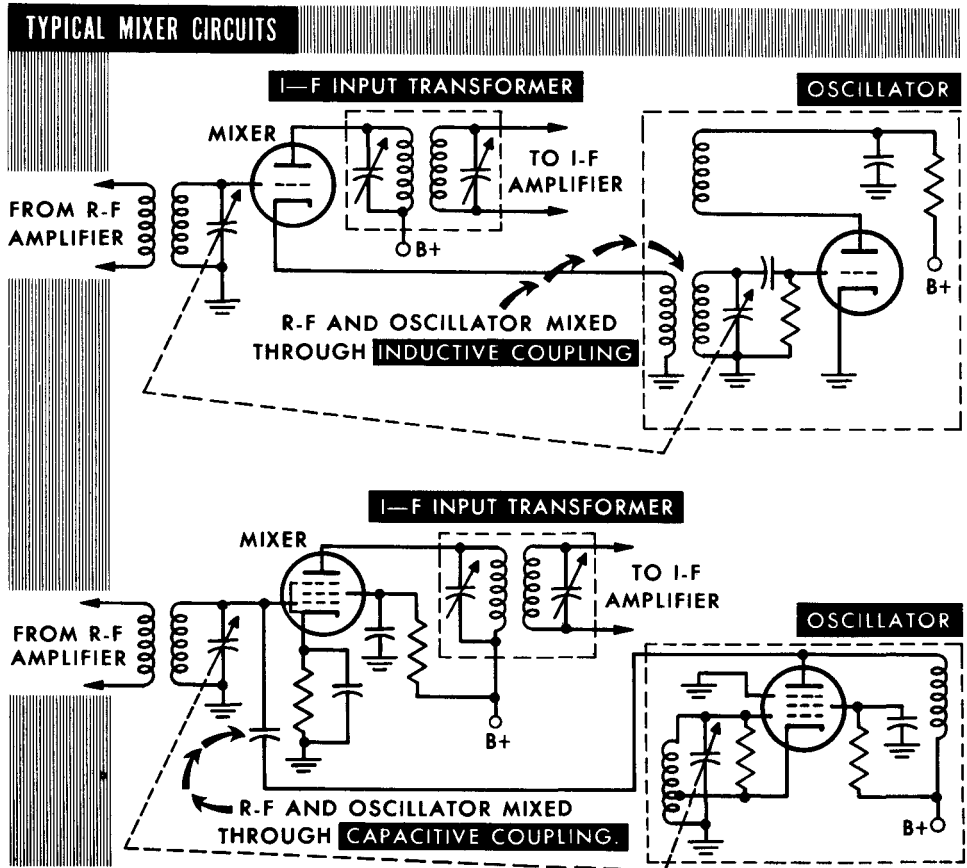 TYPICAL MIXER CIRCUITS
I—F INPUT TRANSFORMER
OSCILLATOR
MIXER
FROM R-F
AMPLIFIER
TO I-F
AMPLIFIER
B+
B+
R-F AND OSCILLATOR MIXED
THROUGH INDUCTIVE COUPLING
I—F INPUT TRANSFORMER
MIXER
TO I-F
AMPLIFIER
OSCILLATOR
FROM R-F
AMPLIFIER
B+
B+
R-F AND OSCILLATOR MIXED
THROUGH CAPACITIVE COUPLING.